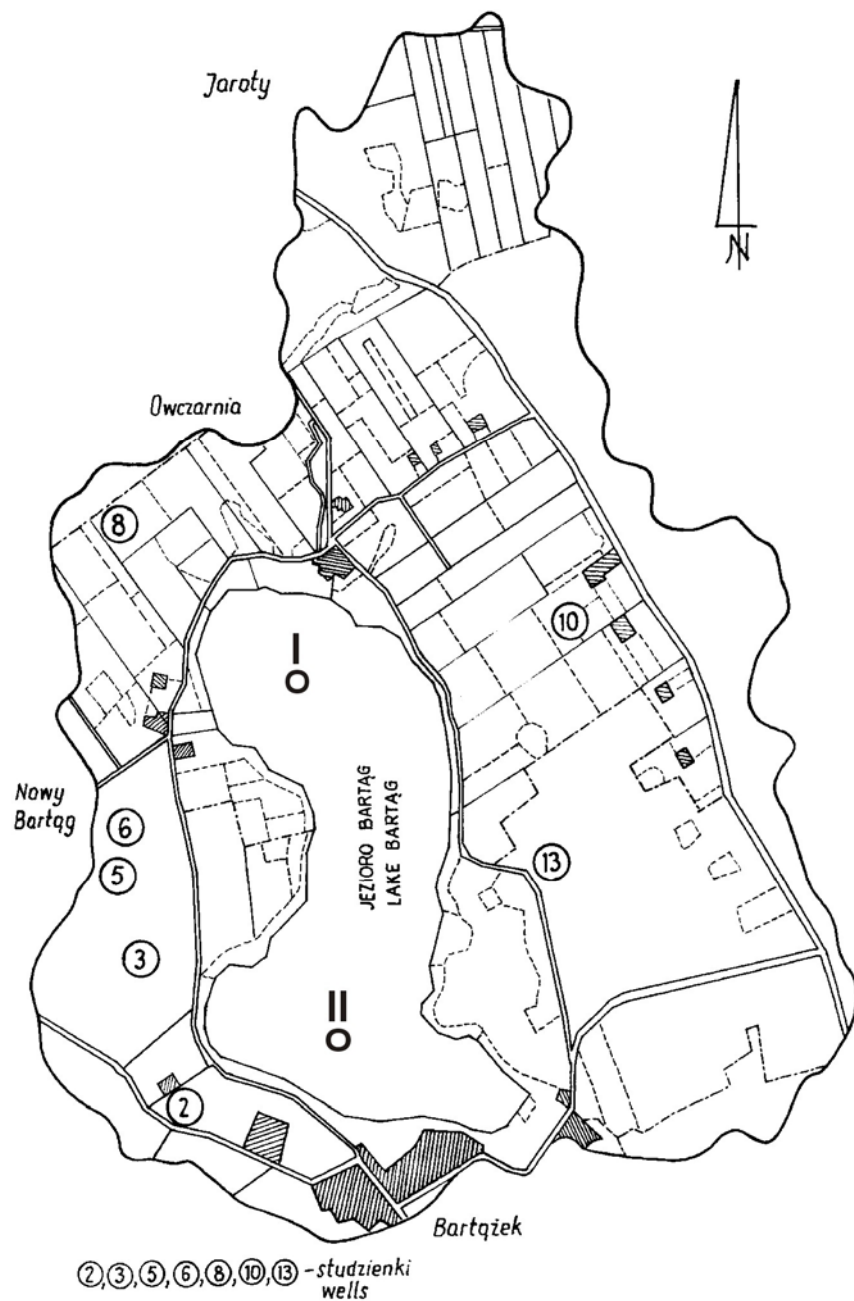 Jaroty
N
Owczarnia
8
I
10
JEZIORO BARTĄG
LAKE BARTĄG
Nowy
Bartąg
6
5
13
3
II
2
Bartążek
②,③,⑤,⑥,⑧,⑩,⑬ - studzienki
wells